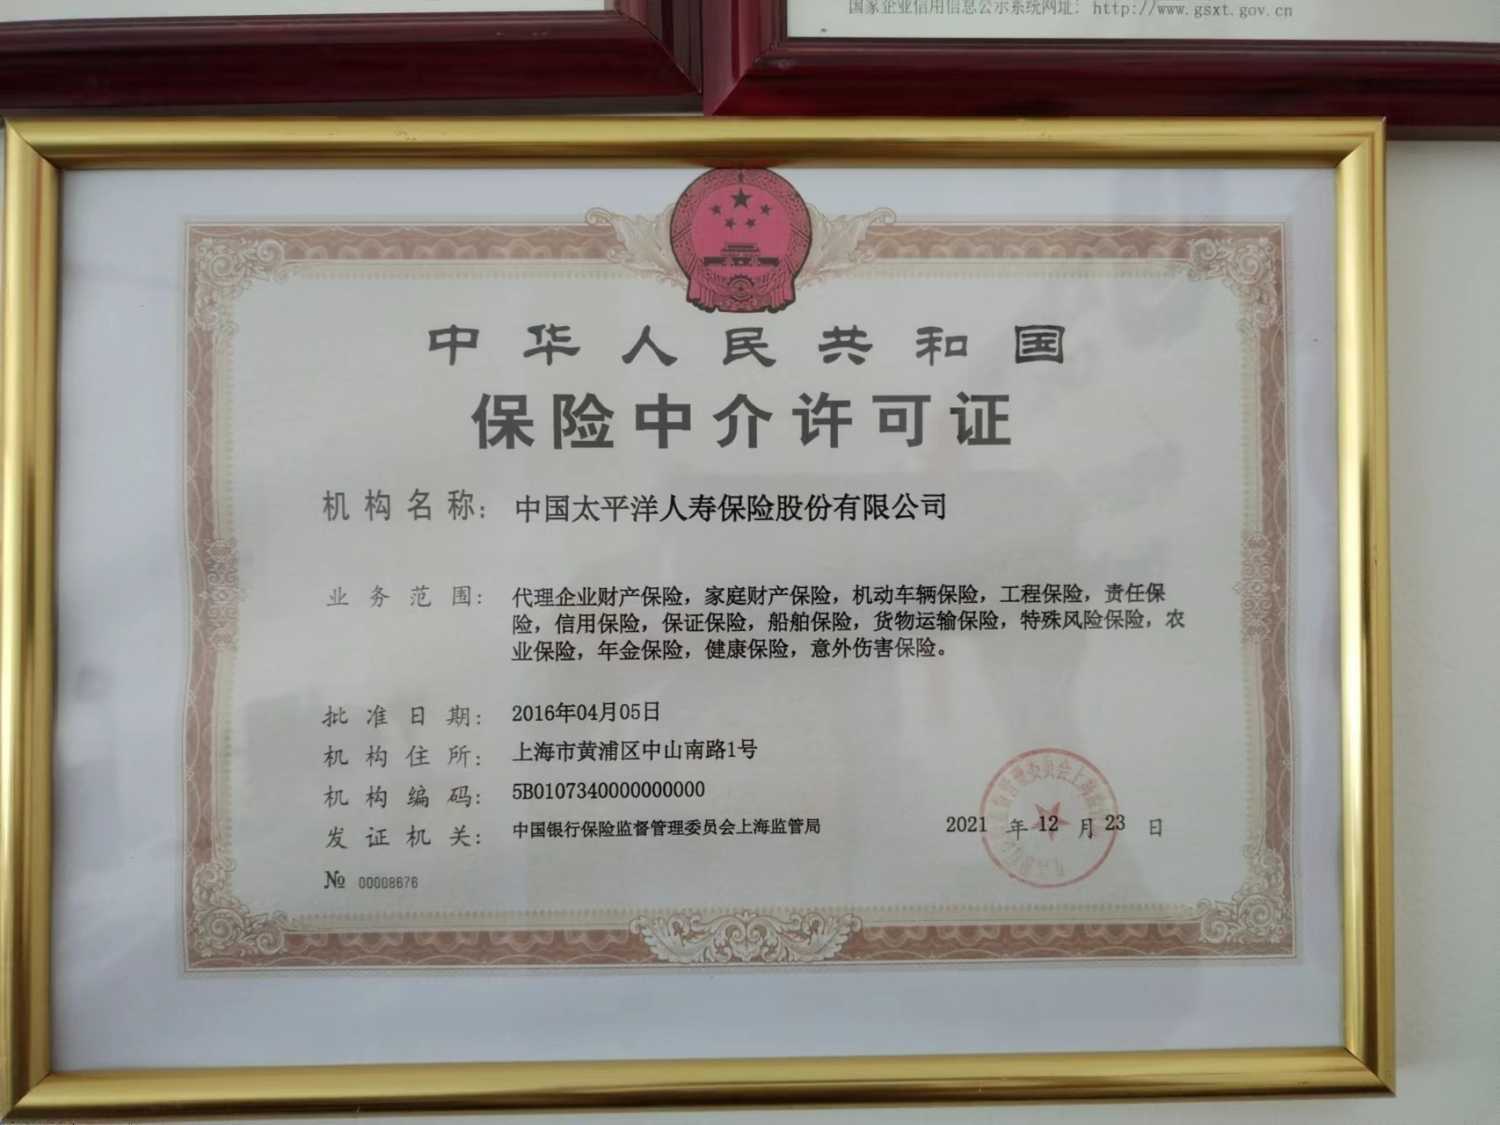 国家企业信用信息公示系统网址：http://www.gsxt.gov.cn
中华人民共和国
保险中介许可证
机构名称：中国太平洋人寿保险股份有限公司
业务范围：代理企业财产保险，家庭财产保险，机动车辆保险，工程保险，责任保
险，信用保险，保证保险，船舶保险，货物运输保险，特殊风险保险，农
业保险，年金保险，健康保险，意外伤害保险。
批准日期：2016年04月05日
机构住所：上海市黄浦区中山南路1号
机构编码：5B0107340000000000
发证机关：中国银行保险监督管理委员会上海监管局
2021 年 12 月 23 日
№ 00008676